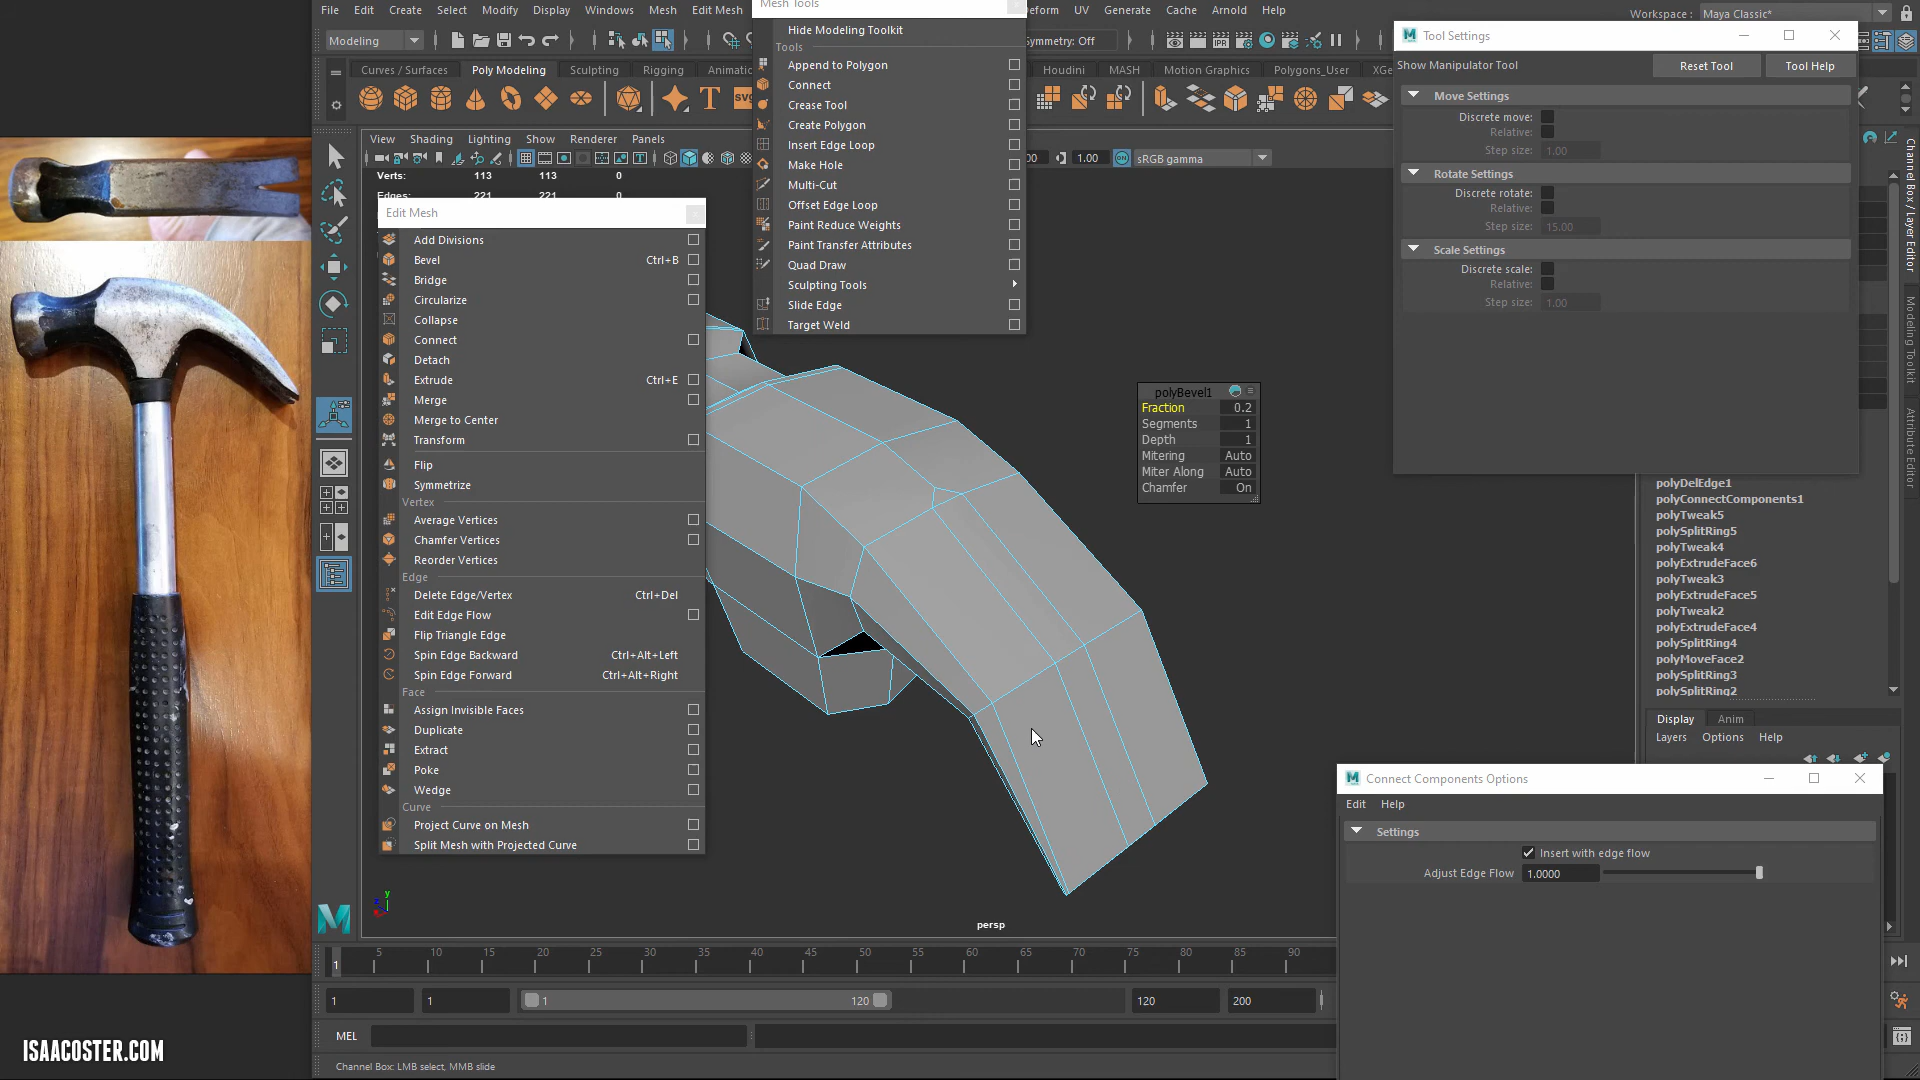 File Edit Create Select Modify Display Windows Mesh Edit Mesh
Mesh Tools
eform UV Generate Cache Arnold Help
Workspace : Maya Classic*
Modeling
Symmetry: Off
Curves / Surfaces Poly Modeling Sculpting Rigging Animatic
Houdini MASH Motion Graphics Polygons_User XGe
View Shading Lighting Show Renderer Panels
00 1.00 sRGB gamma
Verts: 113 113 0
Edges: 221 221 0
Hide Modeling Toolkit
Tools
Append to Polygon
Connect
Crease Tool
Create Polygon
Insert Edge Loop
Make Hole
Multi-Cut
Offset Edge Loop
Paint Reduce Weights
Paint Transfer Attributes
Quad Draw
Sculpting Tools
Slide Edge
Target Weld
Edit Mesh
Add Divisions
Bevel Ctrl+B
Bridge
Circularize
Collapse
Connect
Detach
Extrude Ctrl+E
Merge
Merge to Center
Transform
Flip
Symmetrize
Vertex
Average Vertices
Chamfer Vertices
Reorder Vertices
Edge
Delete Edge/Vertex Ctrl+Del
Edit Edge Flow
Flip Triangle Edge
Spin Edge Backward Ctrl+Alt+Left
Spin Edge Forward Ctrl+Alt+Right
Face
Assign Invisible Faces
Duplicate
Extract
Poke
Wedge
Curve
Project Curve on Mesh
Split Mesh with Projected Curve
polyBevel1
Fraction 0.2
Segments 1
Depth 1
Mitering Auto
Miter Along Auto
Chamfer On
Tool Settings
Show Manipulator Tool Reset Tool Tool Help
Move Settings
Discrete move:
Relative:
Step size: 1.00
Rotate Settings
Discrete rotate:
Relative:
Step size: 15.00
Scale Settings
Discrete scale:
Relative:
Step size: 1.00
Channel Box / Layer Editor
Modeling Toolkit
Attribute Editor
polyDelEdge1
polyConnectComponents1
polyTweak5
polySplitRing5
polyTweak4
polyExtrudeFace6
polyTweak3
polyExtrudeFace5
polyTweak2
polyExtrudeFace4
polySplitRing4
polyMoveFace2
polySplitRing3
polySplitRing2
Display Anim
Layers Options Help
Connect Components Options
Edit Help
Settings
Insert with edge flow
Adjust Edge Flow 1.0000
y
persp
1 5 10 15 20 25 30 35 40 45 50 55 60 65 70 75 80 85 90
1 1 1 120 120 200
MEL
Channel Box: LMB select, MMB slide
ISAACOSTER.COM